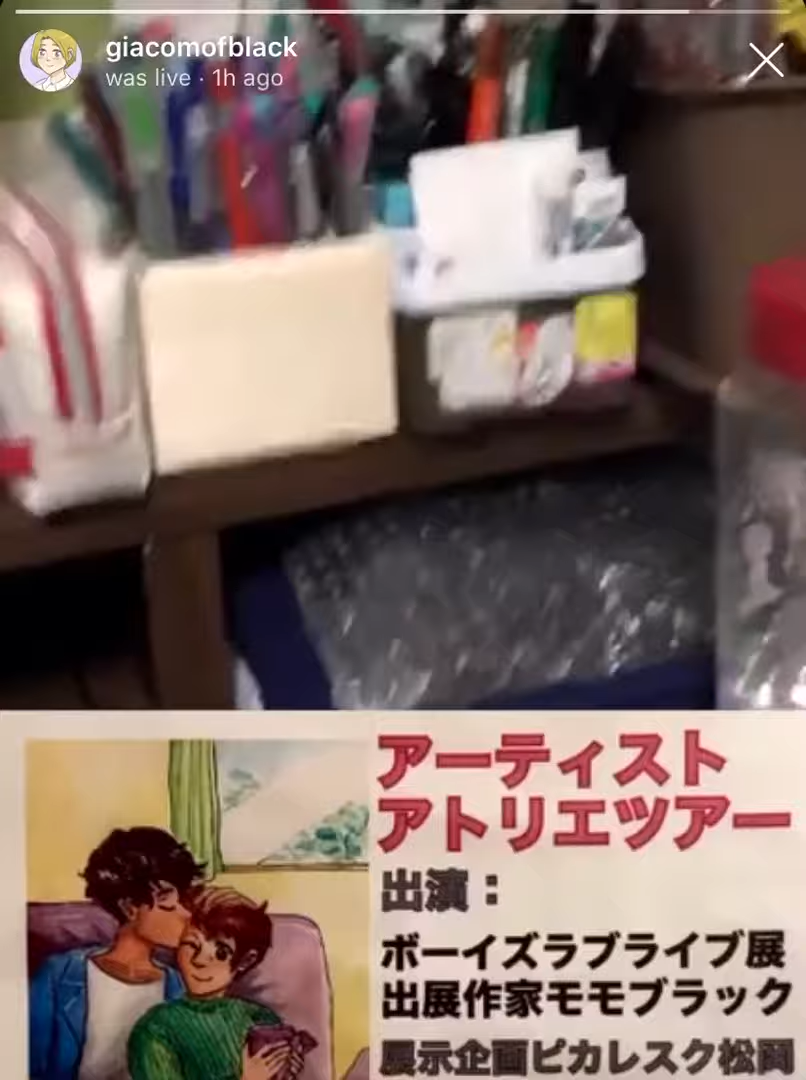 giacomofblack
was live · 1h ago
アーティスト
アトリエツアー
出演：
ボーイズラブライブ展
出展作家モモブラック
展示企画ピカレスク松岡